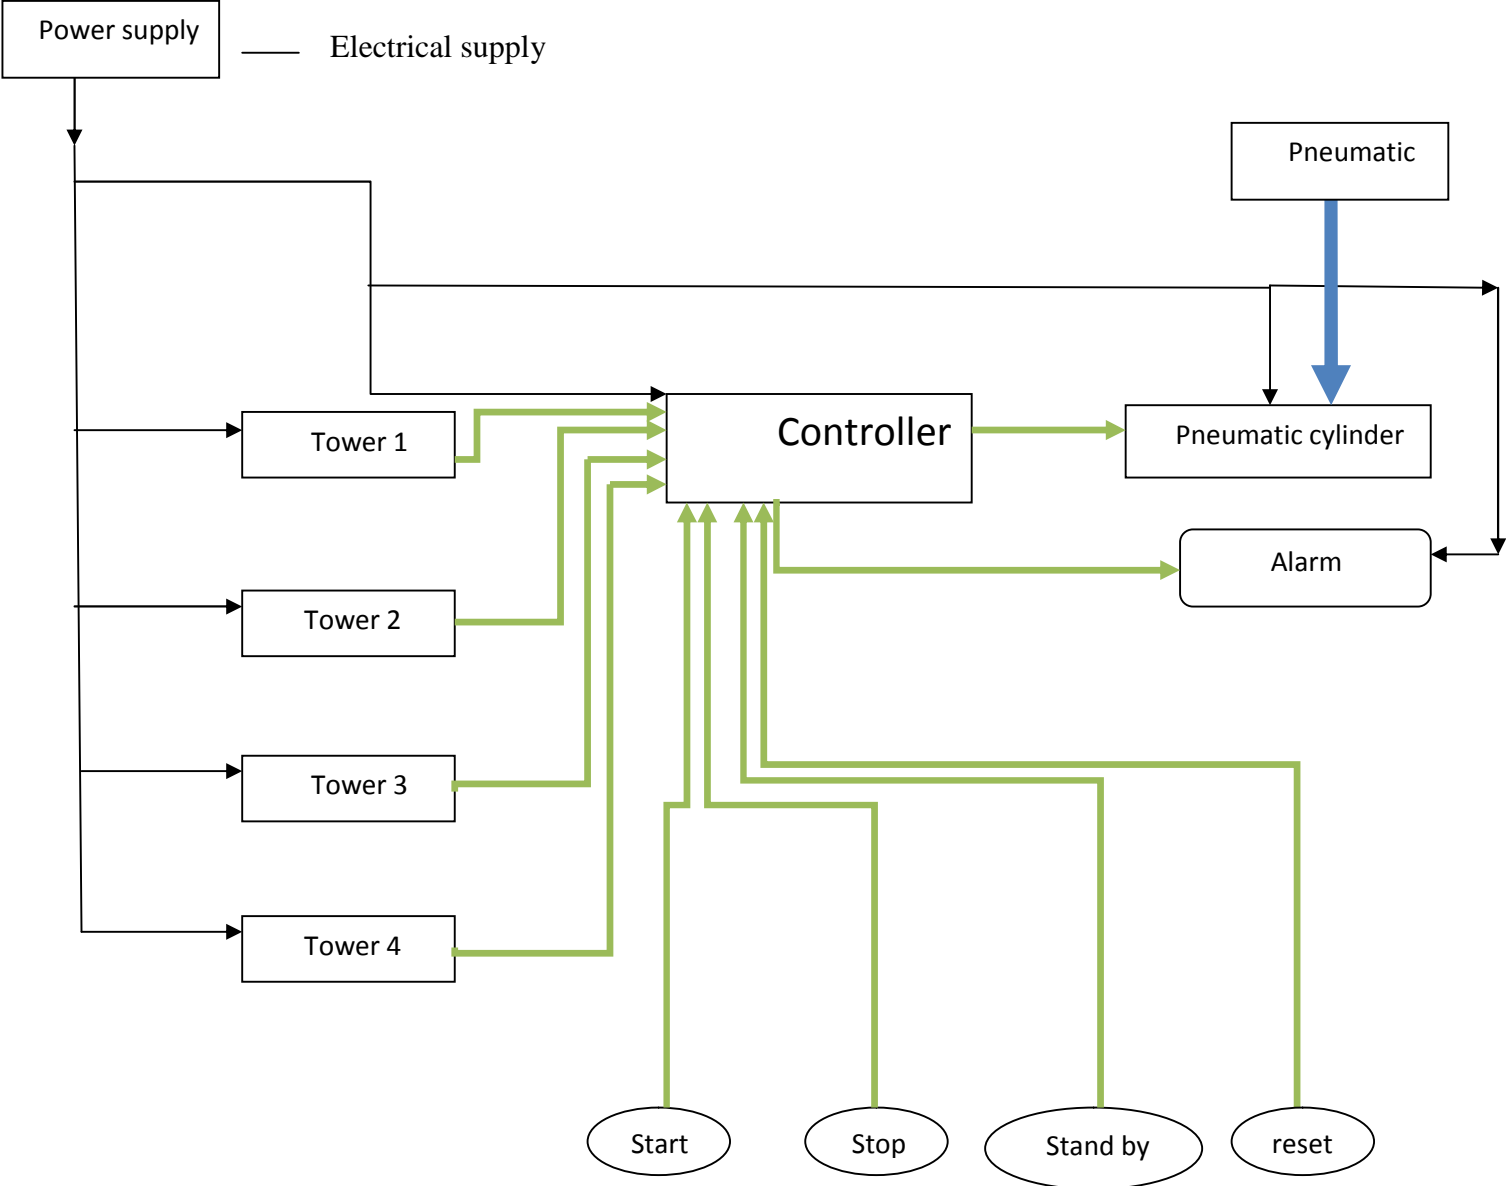 Power supply
Electrical supply
Pneumatic
Controller
Pneumatic cylinder
Tower 1
Alarm
Tower 2
Tower 3
Tower 4
Start
Stop
Stand by
reset